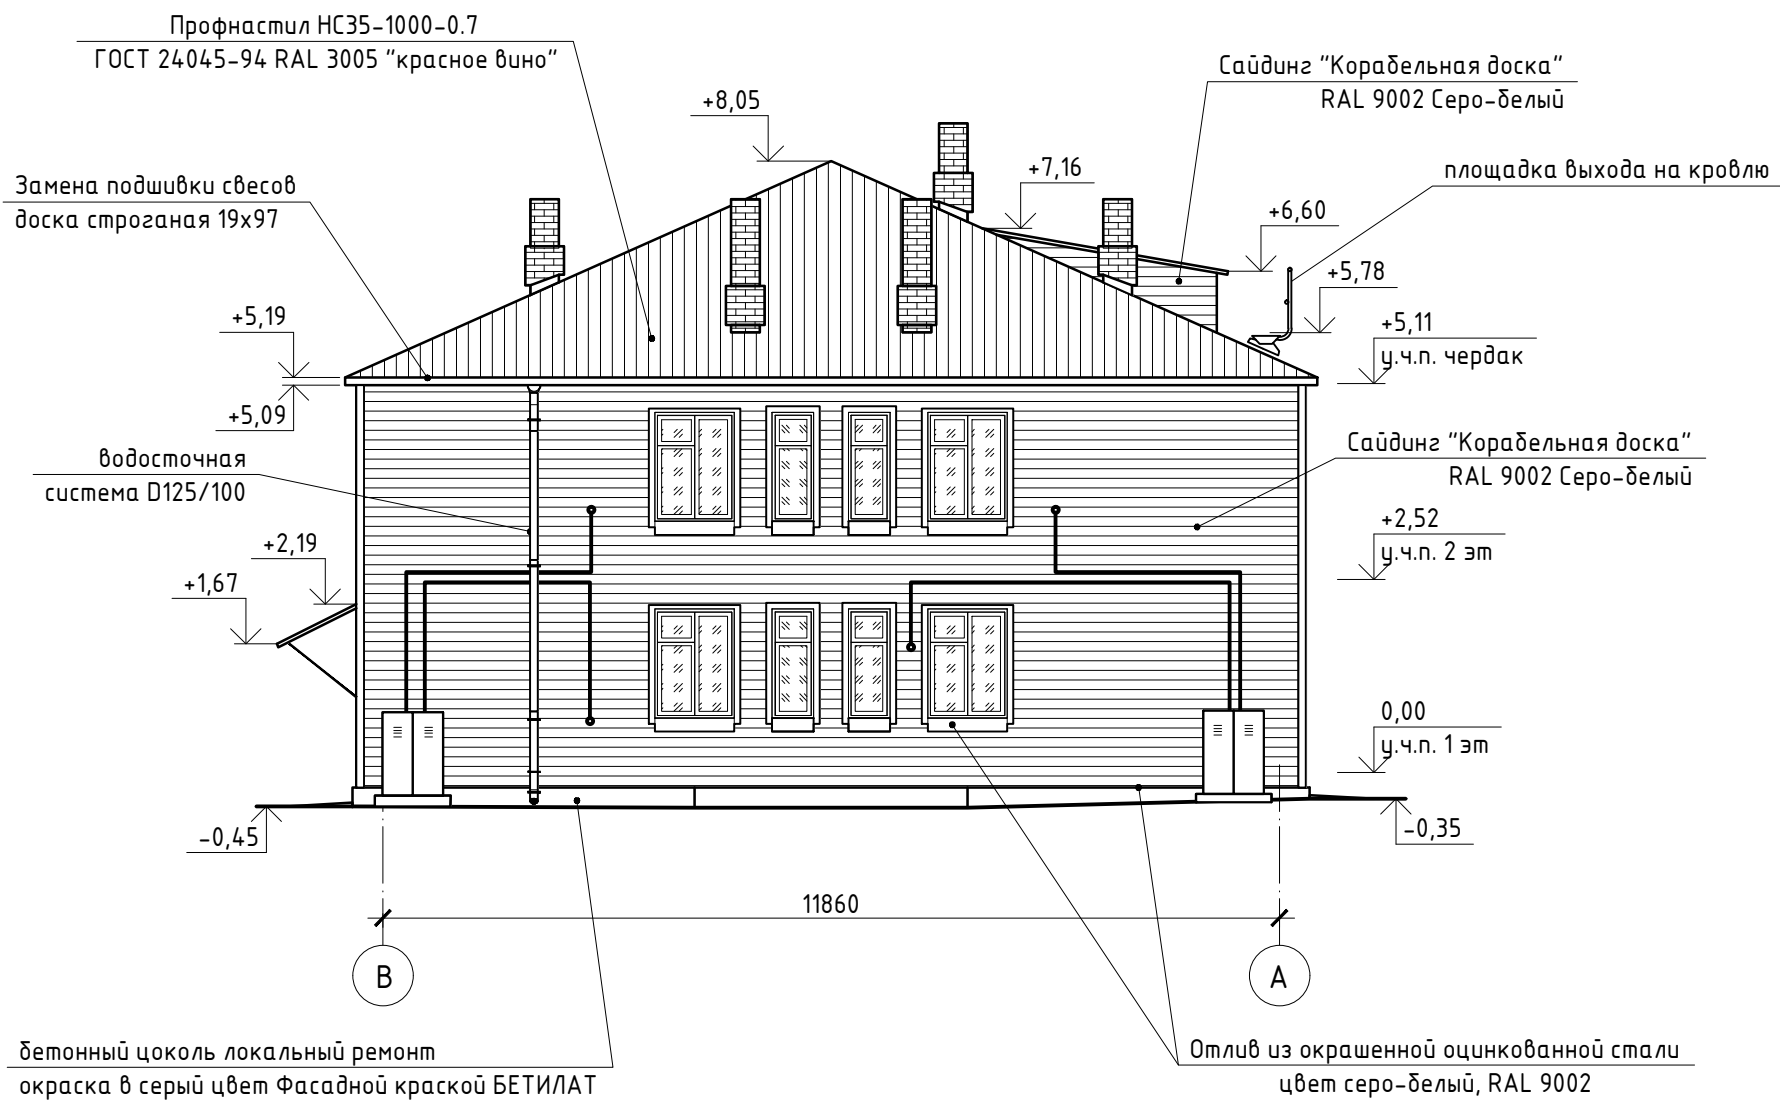 Профнастил НС35-1000-0.7
ГОСТ 24045-94 RAL 3005 "красное вино"
Сайдинг "Корабельная доска"
RAL 9002 Серо-белый
+8,05
+7,16
площадка выхода на кровлю
Замена подшивки свесов
доска строганая 19х97
+6,60
+5,78
+5,19
+5,11
у.ч.п. чердак
+5,09
Сайдинг "Корабельная доска"
RAL 9002 Серо-белый
водосточная
система D125/100
+2,52
у.ч.п. 2 эт
+2,19
+1,67
0,00
у.ч.п. 1 эт
-0,45
-0,35
11860
В
А
бетонный цоколь локальный ремонт
окраска в серый цвет Фасадной краской БЕТИЛАТ
Отлив из окрашенной оцинкованной стали
цвет серо-белый, RAL 9002